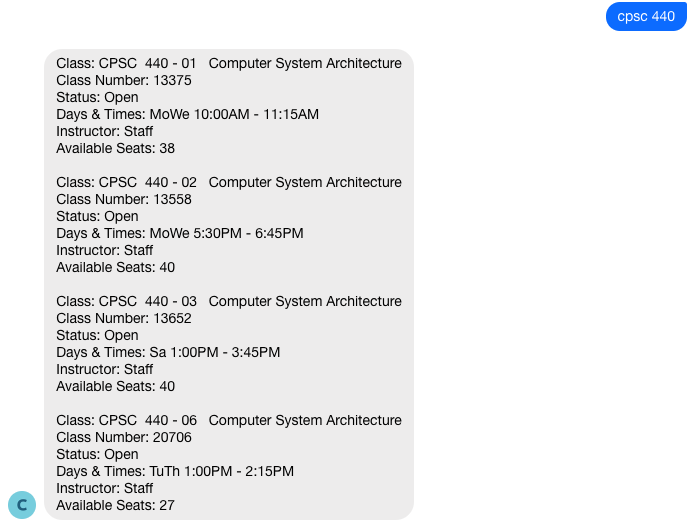 cpsc 440
Class: CPSC  440 - 01   Computer System Architecture
Class Number: 13375
Status: Open
Days & Times: MoWe 10:00AM - 11:15AM
Instructor: Staff
Available Seats: 38
Class: CPSC  440 - 02   Computer System Architecture
Class Number: 13558
Status: Open
Days & Times: MoWe 5:30PM - 6:45PM
Instructor: Staff
Available Seats: 40
Class: CPSC  440 - 03   Computer System Architecture
Class Number: 13652
Status: Open
Days & Times: Sa 1:00PM - 3:45PM
Instructor: Staff
Available Seats: 40
Class: CPSC  440 - 06   Computer System Architecture
Class Number: 20706
Status: Open
Days & Times: TuTh 1:00PM - 2:15PM
Instructor: Staff
Available Seats: 27
C